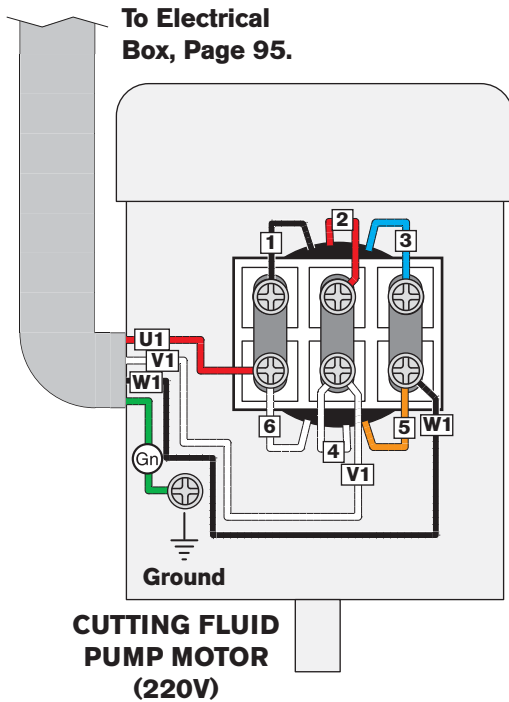 To Electrical
Box, Page 95.
2
1
3
U1
V1
W1
6
5
W1
4
Gn
V1
Ground
CUTTING FLUID
PUMP MOTOR
(220V)